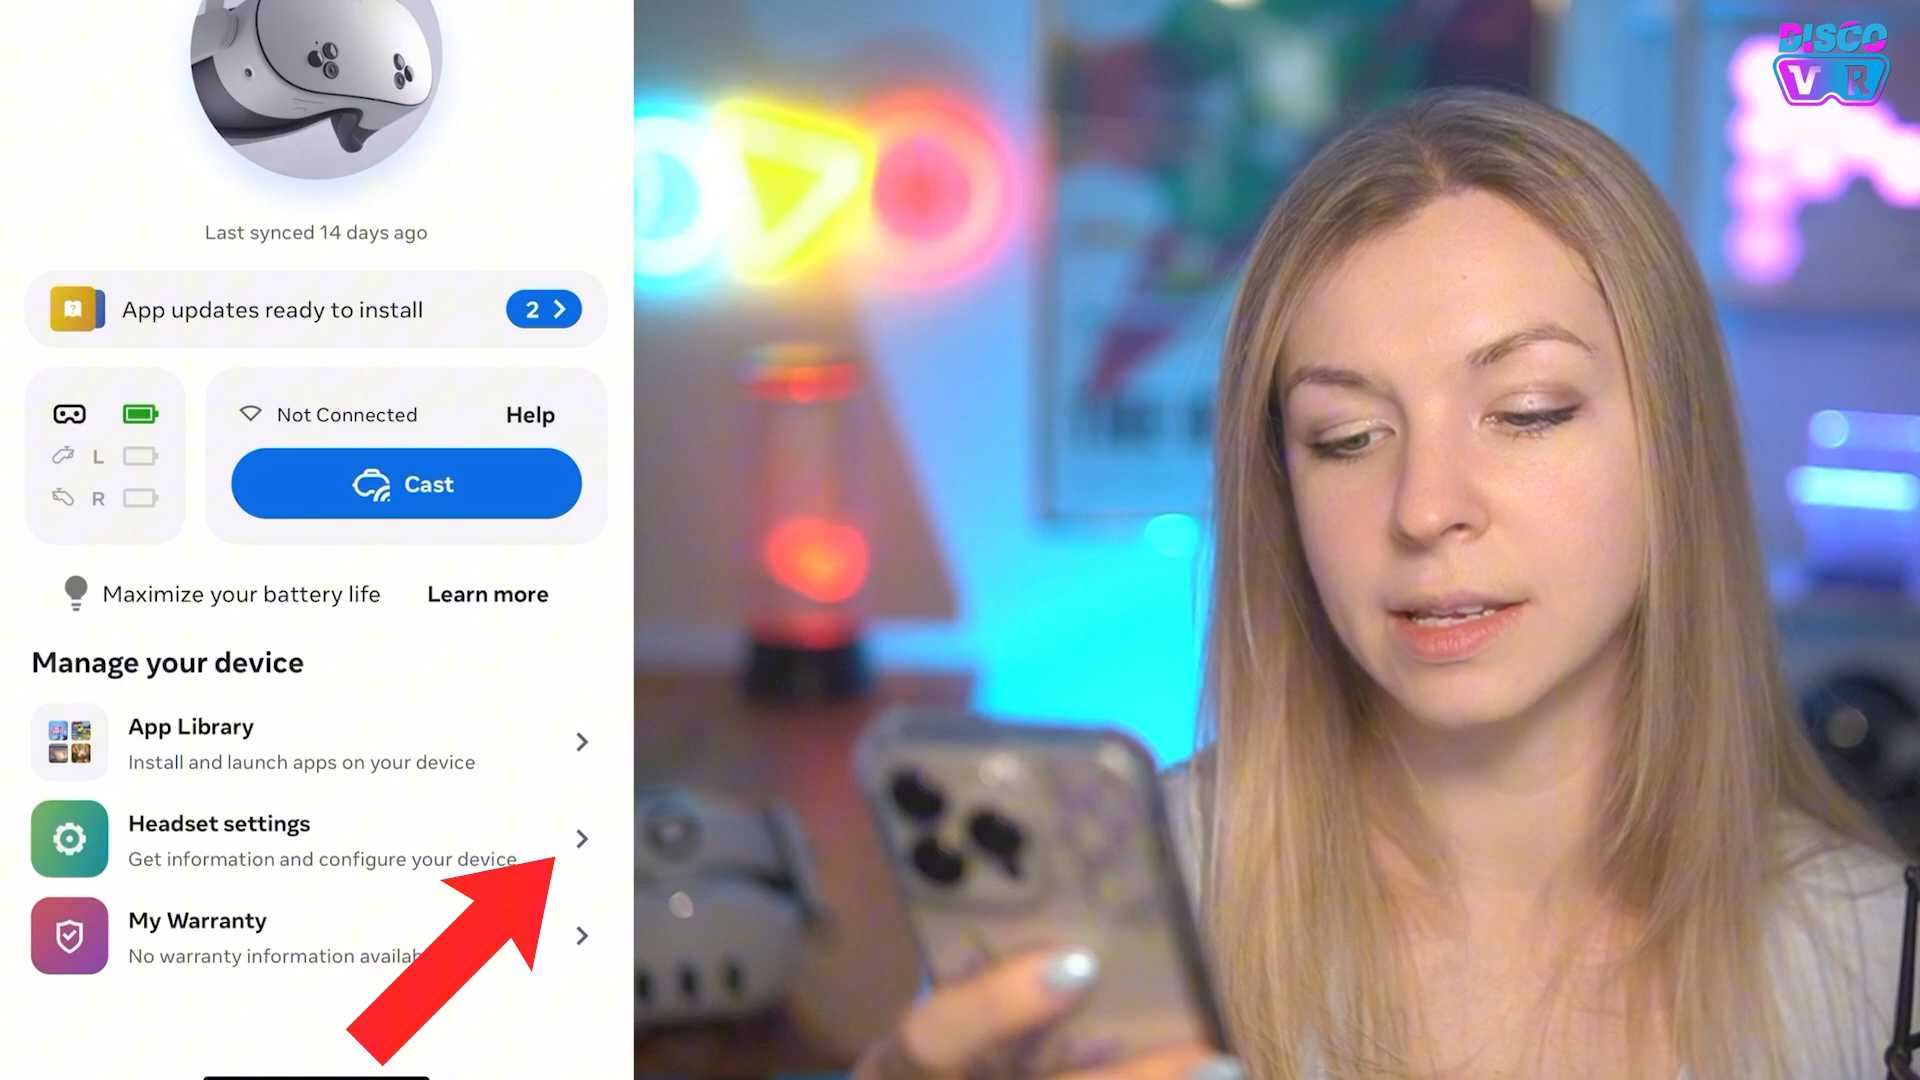 DISCO
VR
Last synced 14 days ago
App updates ready to install
2
Not Connected
Help
L
Cast
R
Maximize your battery life
Learn more
Manage your device
App Library
Install and launch apps on your device
Headset settings
Get information and configure your device
My Warranty
No warranty information